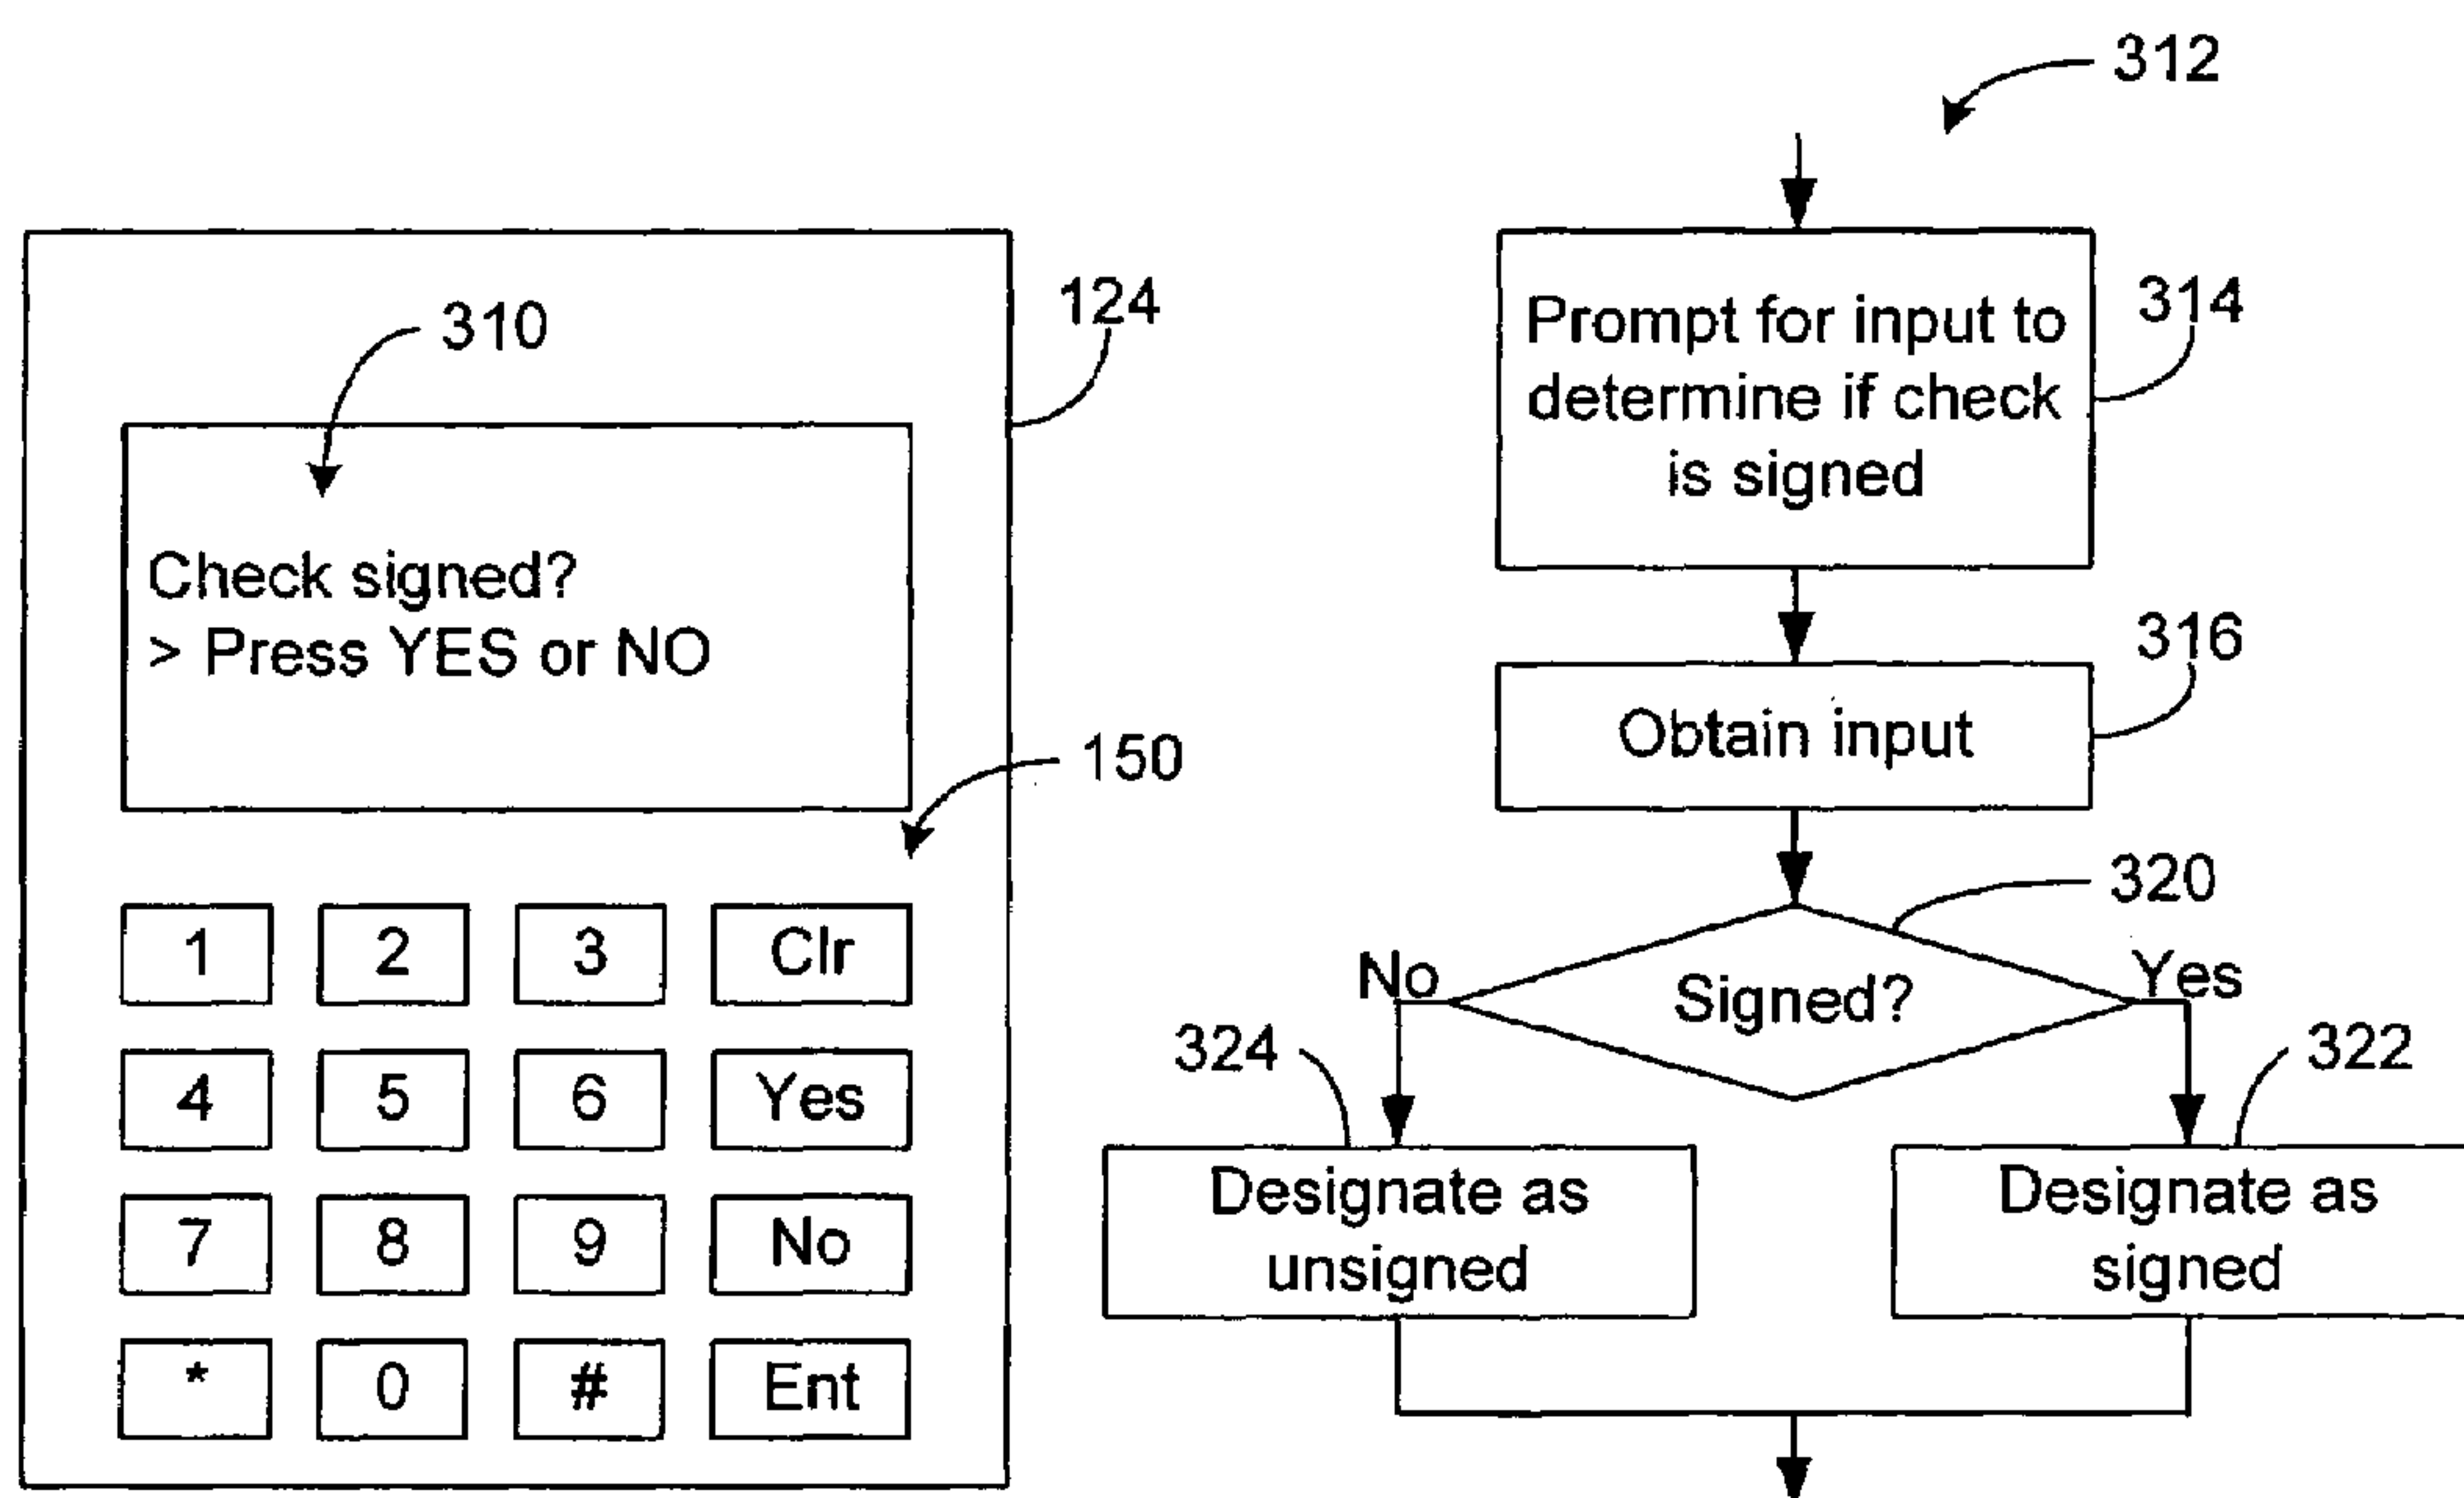 310
124
Check signed?
> Press YES or NO
150
1 2 3 Clr
4 5 6 Yes
7 8 9 No
* 0 # Ent
312
Prompt for input to
determine if check
is signed
314
Obtain input
316
320
Signed?
No
Yes
324
322
Designate as
unsigned
Designate as
signed